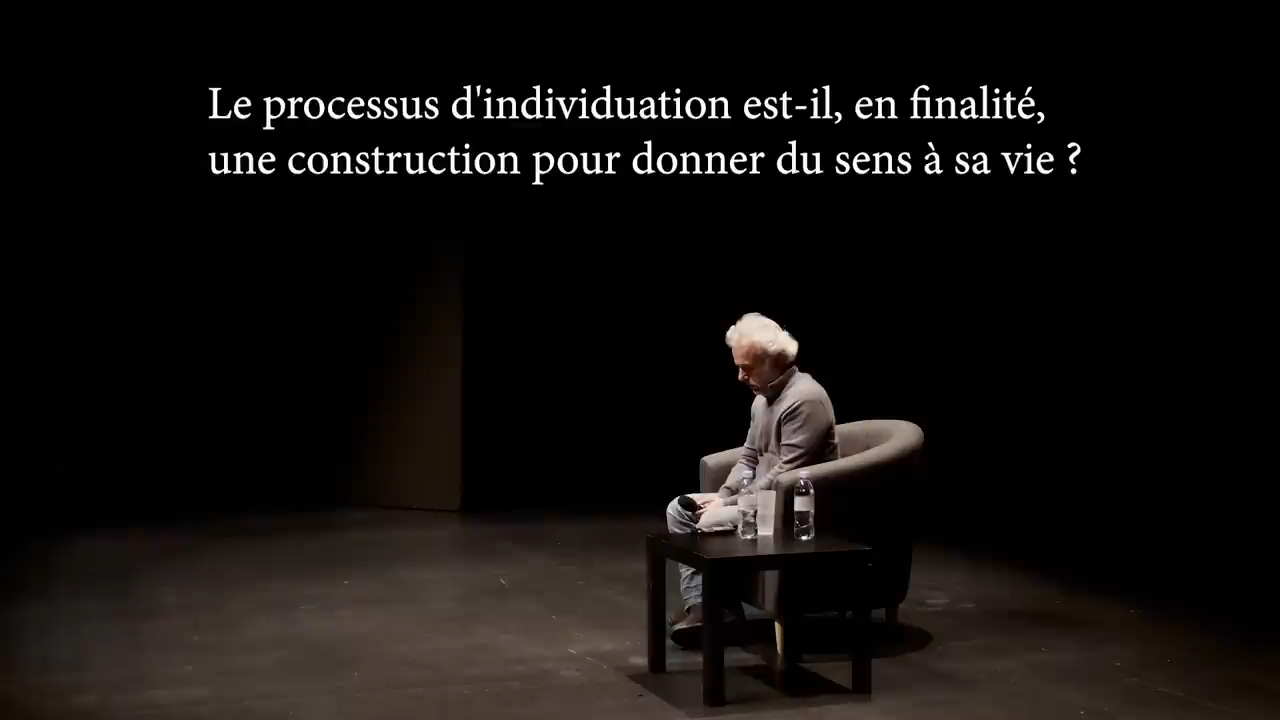 Le processus d'individuation est-il, en finalité,
une construction pour donner du sens à sa vie ?